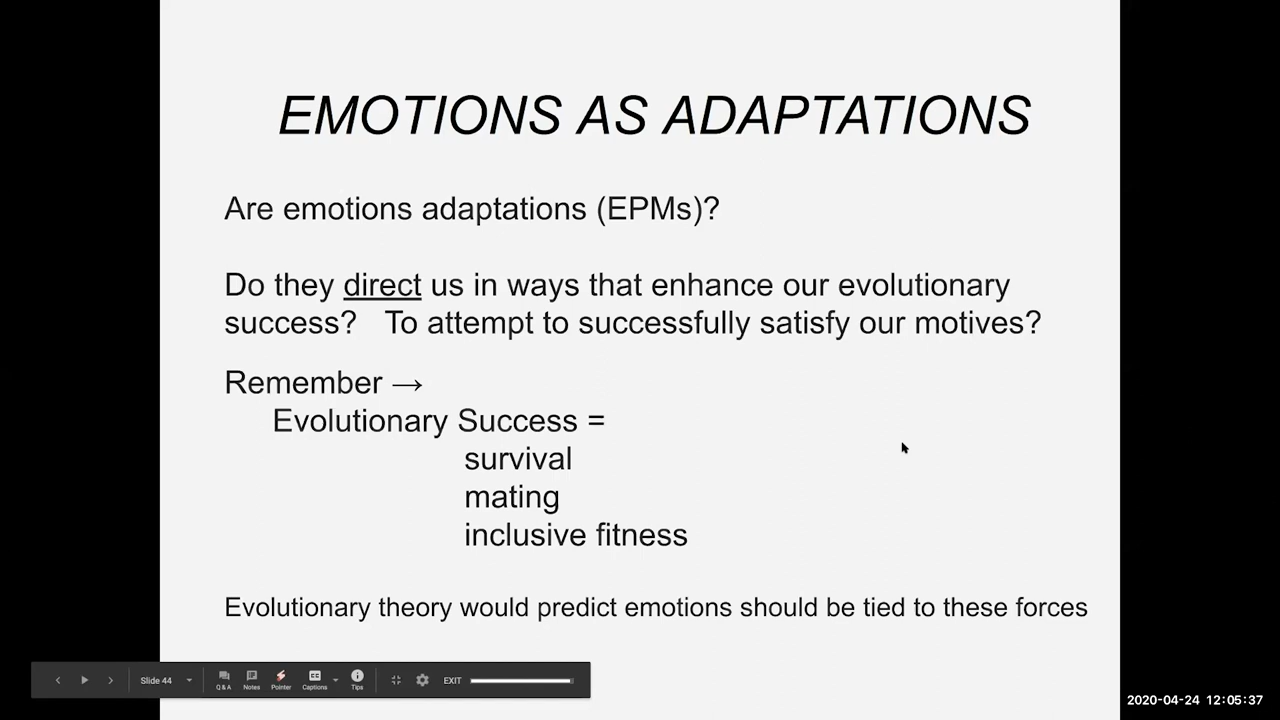 EMOTIONS AS ADAPTATIONS
Are emotions adaptations (EPMs)?
Do they direct us in ways that enhance our evolutionary
success? To attempt to successfully satisfy our motives?
Remember →
Evolutionary Success =
survival
mating
inclusive fitness
Evolutionary theory would predict emotions should be tied to these forces
Slide 44
Q & A
Notes
Pointer
Captions
Tips
EXIT
2020-04-24 12:05:37